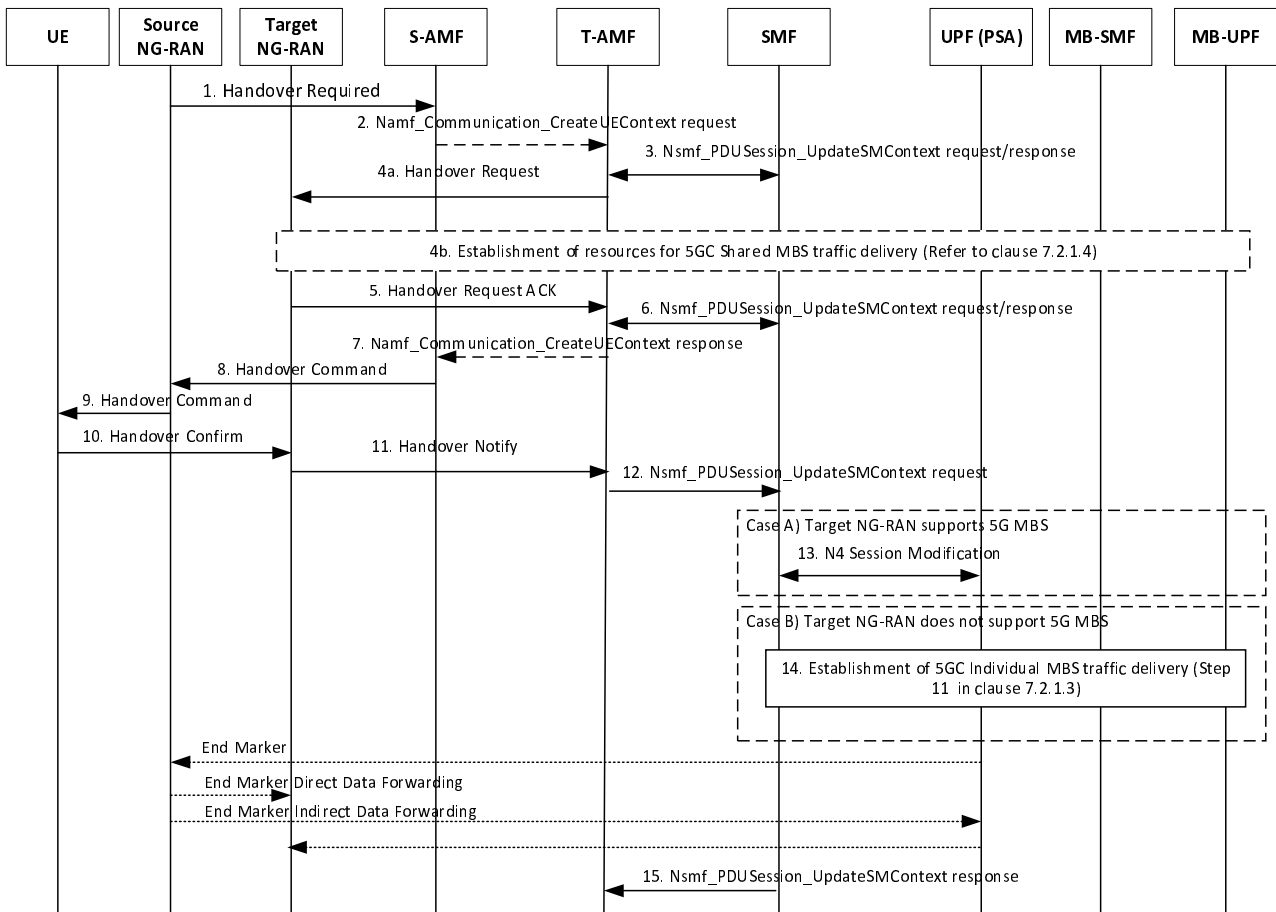 UE
Source
NG-RAN
Target
NG-RAN
S-AMF
T-AMF
SMF
UPF (PSA)
MB-SMF
MB-UPF
1. Handover Required
2. Namf_Communication_CreateUEContext request
3. Nsmf_PDUSession_UpdateSMContext request/response
4a. Handover Request
4b. Establishment of resources for 5GC Shared MBS traffic delivery (Refer to clause 7.2.1.4)
5. Handover Request ACK
6. Nsmf_PDUSession_UpdateSMContext request/response
7. Namf_Communication_CreateUEContext response
8. Handover Command
9. Handover Command
10. Handover Confirm
11. Handover Notify
12. Nsmf_PDUSession_UpdateSMContext request
Case A) Target NG-RAN supports 5G MBS
13. N4 Session Modification
Case B) Target NG-RAN does not support 5G MBS
14. Establishment of 5GC Individual MBS traffic delivery (Step
11 in clause 7.2.1.3)
End Marker
End Marker Direct Data Forwarding
End Marker Indirect Data Forwarding
15. Nsmf_PDUSession_UpdateSMContext response